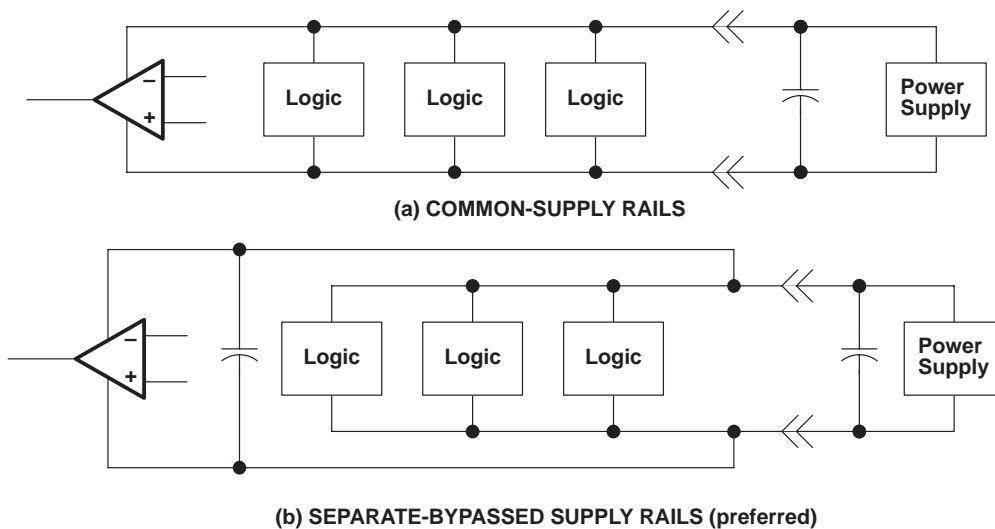 −
+
Logic
Logic
Logic
Power
Supply
(a) COMMON-SUPPLY RAILS
−
+
Logic
Logic
Logic
Power
Supply
(b) SEPARATE-BYPASSED SUPPLY RAILS (preferred)